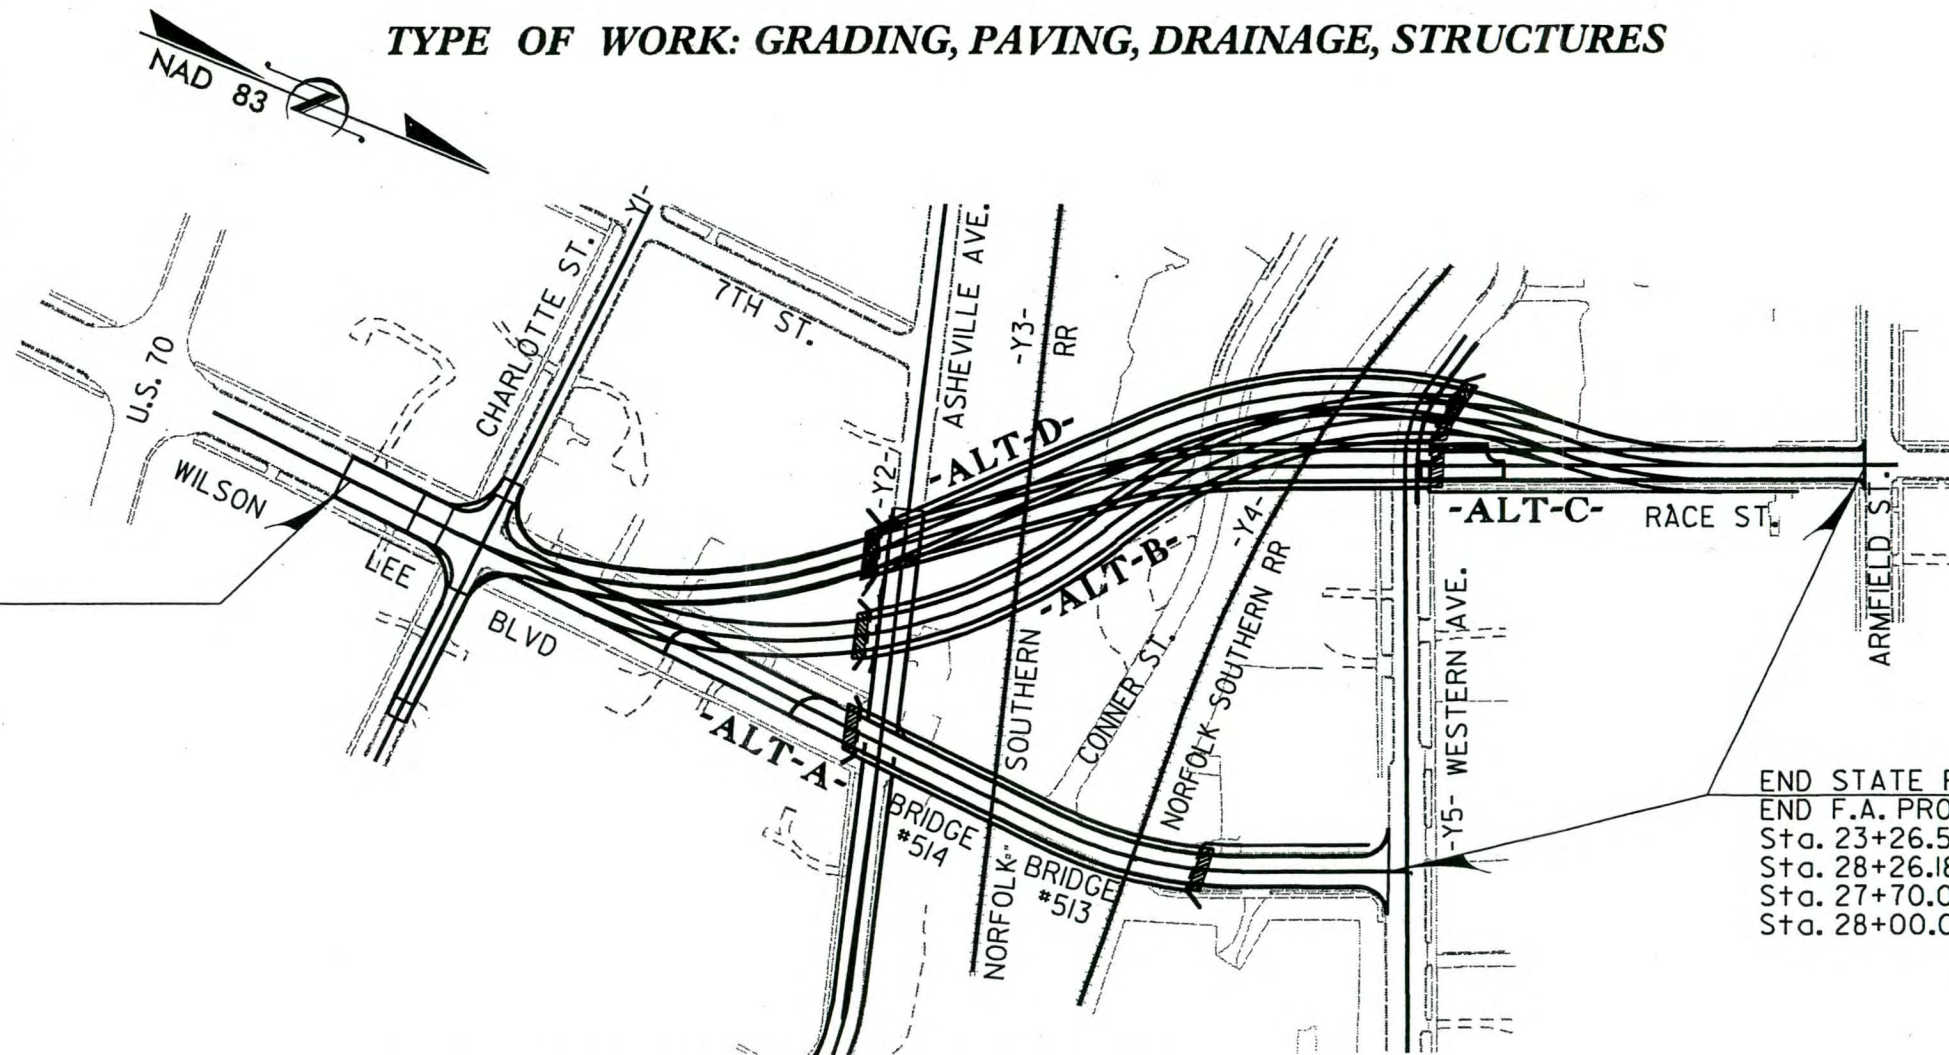 TYPE OF WORK: GRADING, PAVING, DRAINAGE, STRUCTURES
NAD 83
-Y1-
CHARLOTTE ST.
7TH ST.
ASHEVILLE AVE.
-Y3-
RR
U.S. 70
WILSON
LEE
BLVD
-Y2-
-ALT-D-
-ALT-B-
-Y4-
-ALT-C-
RACE ST.
ARMFIELD ST.
-ALT-A-
BRIDGE
#514
BRIDGE
#513
NORFOLK
SOUTHERN
CONNER ST.
NORFOLK SOUTHERN RR
-Y5- WESTERN AVE.
END STATE
END F.A. PRO
Sta. 23+26.5
Sta. 28+26.18
Sta. 27+70.0
Sta. 28+00.0